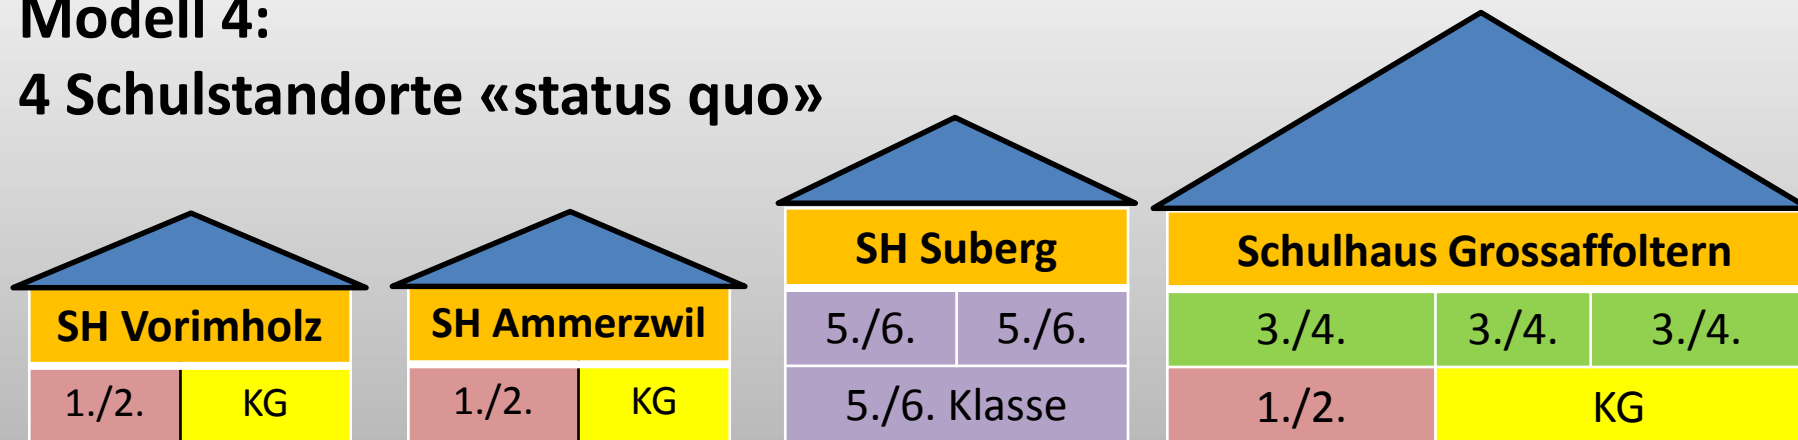 Modell 4:
4 Schulstandorte «status quo»
SH Vorimholz
1./2. KG
SH Ammerzwil
1./2. KG
SH Suberg
5./6. 5./6.
5./6. Klasse
Schulhaus Grossaffoltern
3./4. 3./4. 3./4.
1./2. KG